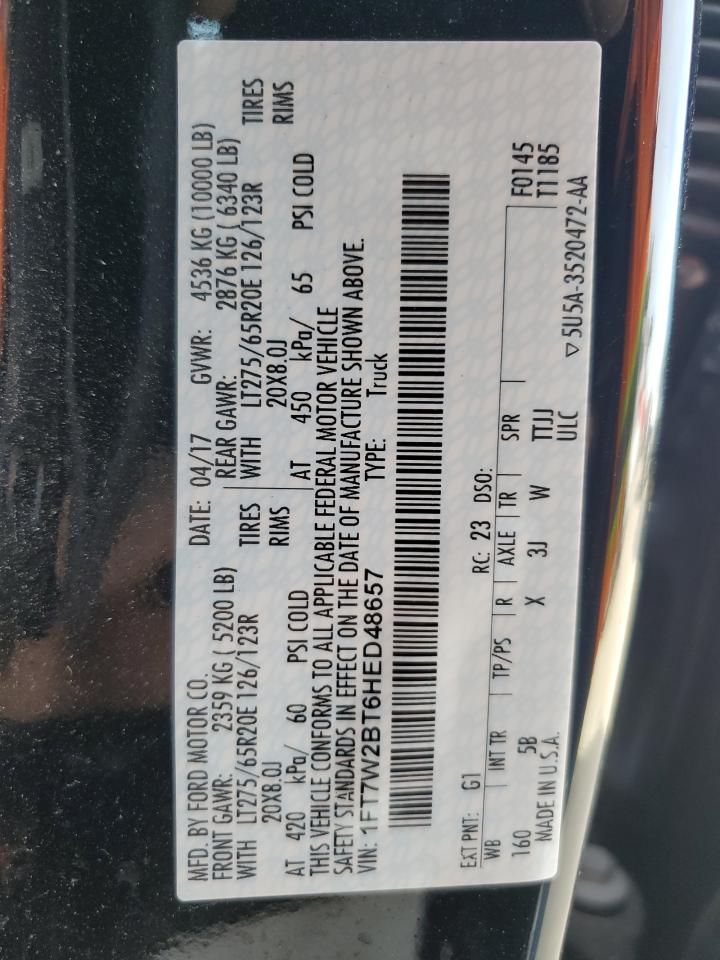 MFD. BY FORD MOTOR CO. DATE: 04/17 GVWR: 4536 KG (10000 LB)
FRONT GAWR: 2359 KG ( 5200 LB) REAR GAWR: 2876 KG ( 6340 LB)
WITH LT275/65R20E 126/123R TIRES WITH LT275/65R20E 126/123R TIRES
20X8.0J RIMS 20X8.0J RIMS
AT 420 kPa/ 60 PSI COLD AT 450 kPa/ 65 PSI COLD
THIS VEHICLE CONFORMS TO ALL APPLICABLE FEDERAL MOTOR VEHICLE
SAFETY STANDARDS IN EFFECT ON THE DATE OF MANUFACTURE SHOWN ABOVE.
VIN: 1FT7W2BT6HED48657 TYPE: Truck
EXT PNT: G1 RC: 23 DSO:
WB INT TR TP/PS R AXLE TR SPR F0145
160 5B X 3J W TTJJ T1185
MADE IN U.S.A. ULC ▽5U5A-3520472-AA